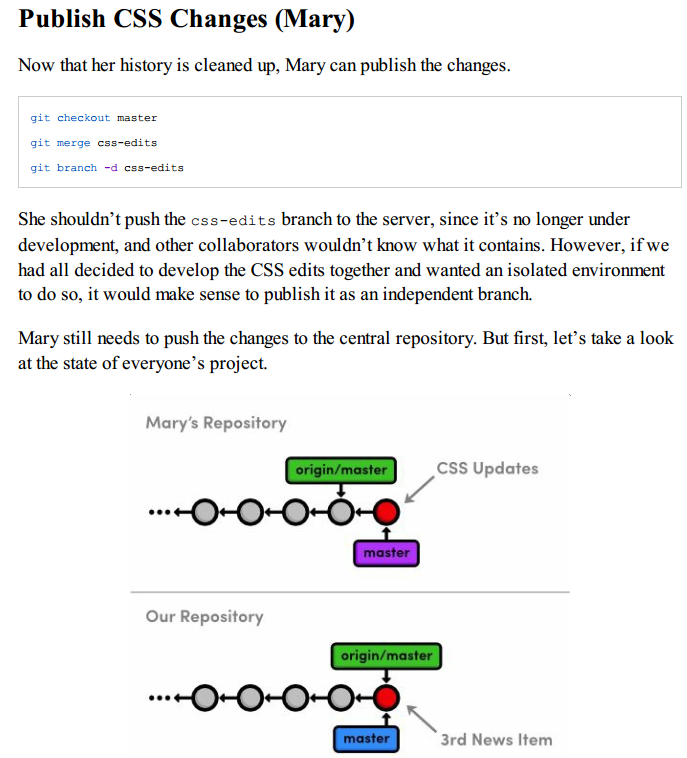 Publish CSS Changes (Mary)
Now that her history is cleaned up, Mary can publish the changes.
git checkout master
git merge css-edits
git branch -d css-edits
She shouldn’t push the css-edits branch to the server, since it’s no longer under
development, and other collaborators wouldn’t know what it contains. However, if we
had all decided to develop the CSS edits together and wanted an isolated environment
to do so, it would make sense to publish it as an independent branch.
Mary still needs to push the changes to the central repository. But first, let’s take a look
at the state of everyone’s project.
Mary’s Repository
origin/master
CSS Updates
master
Our Repository
origin/master
master
3rd News Item